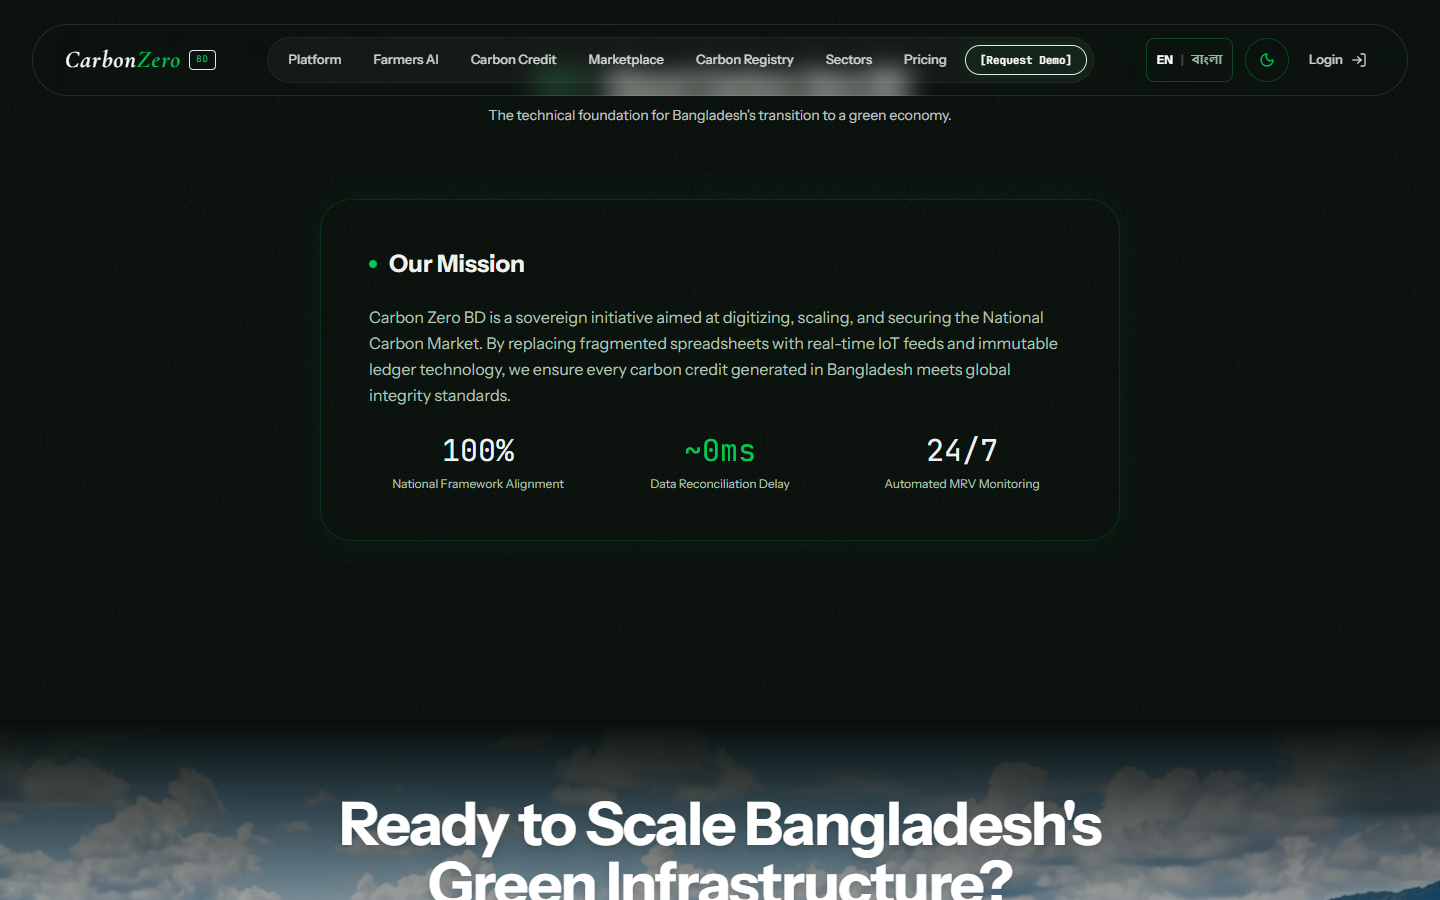 CarbonZero BD
Platform
Farmers AI
Carbon Credit
Marketplace
Carbon Registry
Sectors
Pricing
[Request Demo]
EN | বাংলা
Login
The technical foundation for Bangladesh's transition to a green economy.
Our Mission
Carbon Zero BD is a sovereign initiative aimed at digitizing, scaling, and securing the National
Carbon Market. By replacing fragmented spreadsheets with real-time IoT feeds and immutable
ledger technology, we ensure every carbon credit generated in Bangladesh meets global
integrity standards.
100%
National Framework Alignment
~0ms
Data Reconciliation Delay
24/7
Automated MRV Monitoring
Ready to Scale Bangladesh's
Green Infrastructure?